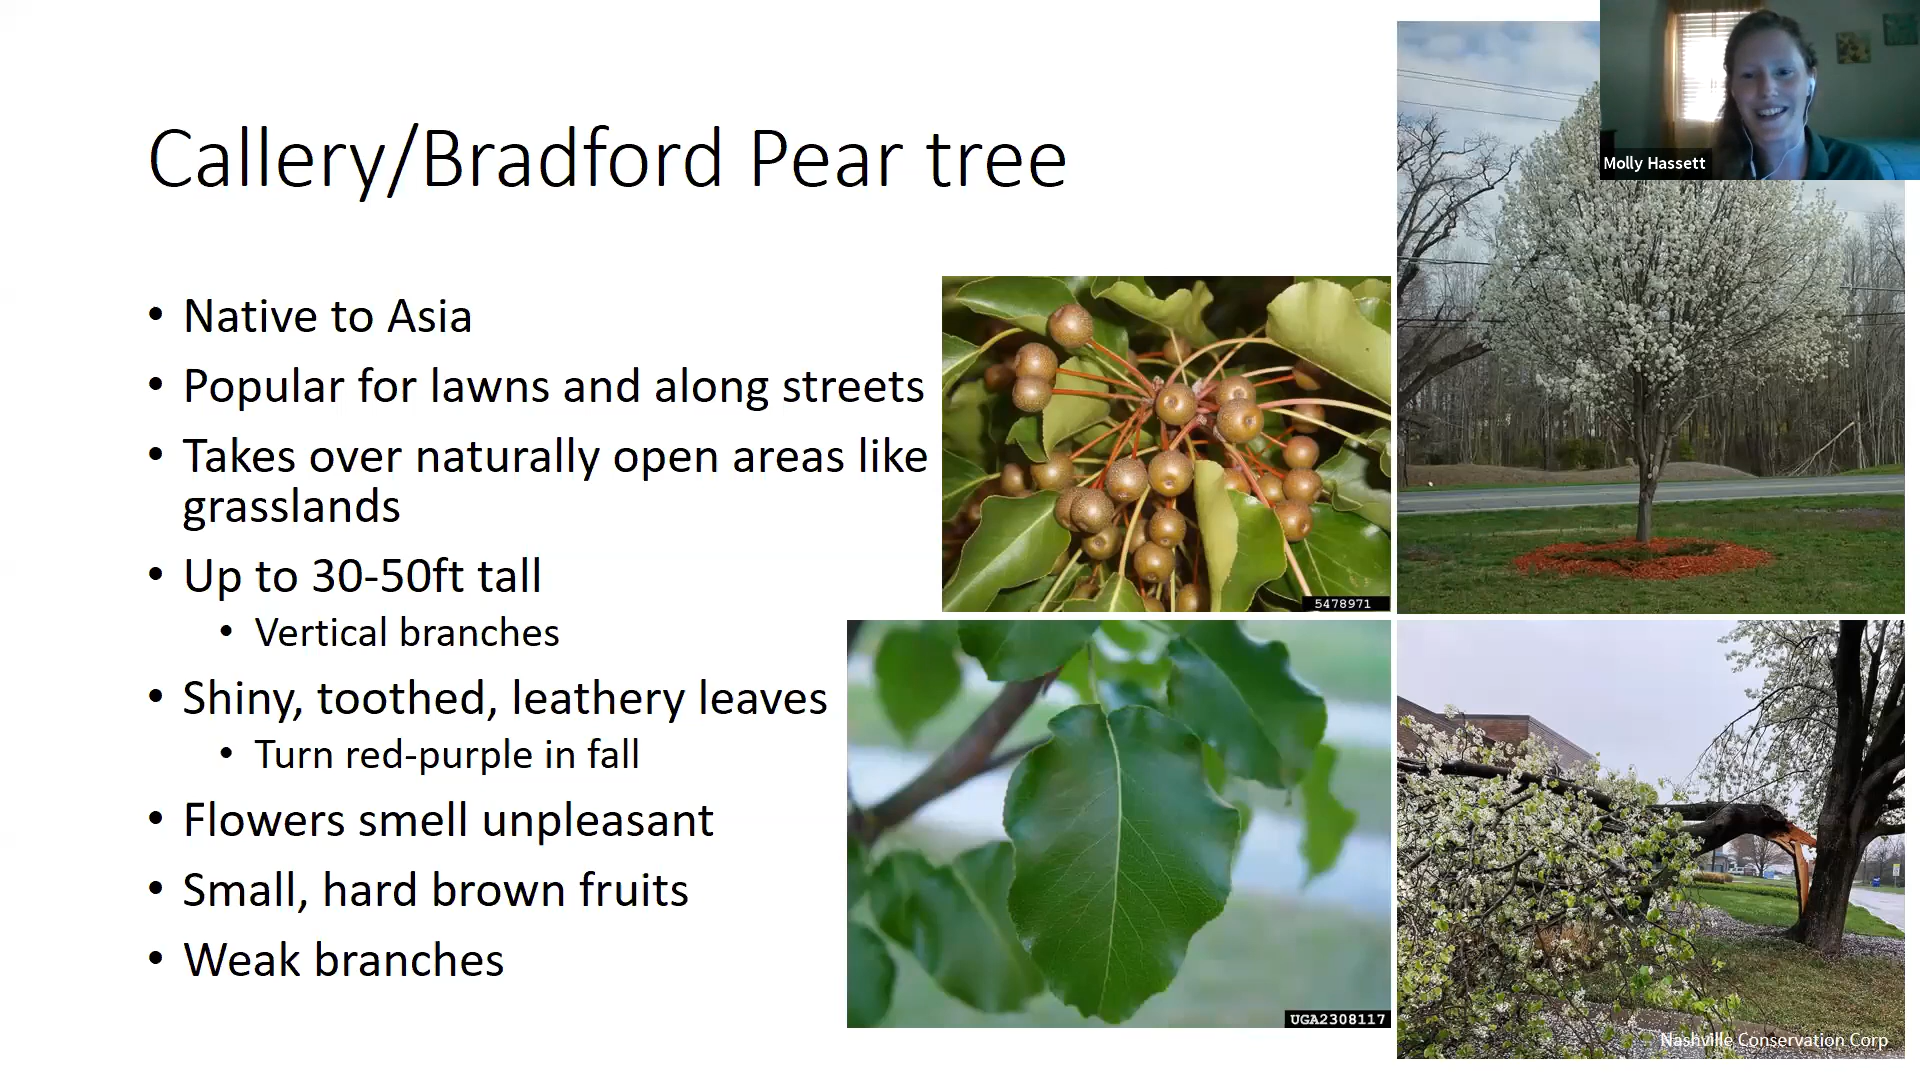 Molly Hassett
Callery/Bradford Pear tree
• Native to Asia
• Popular for lawns and along streets
• Takes over naturally open areas like
grasslands
• Up to 30-50ft tall
• Vertical branches
• Shiny, toothed, leathery leaves
• Turn red-purple in fall
• Flowers smell unpleasant
• Small, hard brown fruits
• Weak branches
5478971
UGA2308117
Nashville Conservation Corp